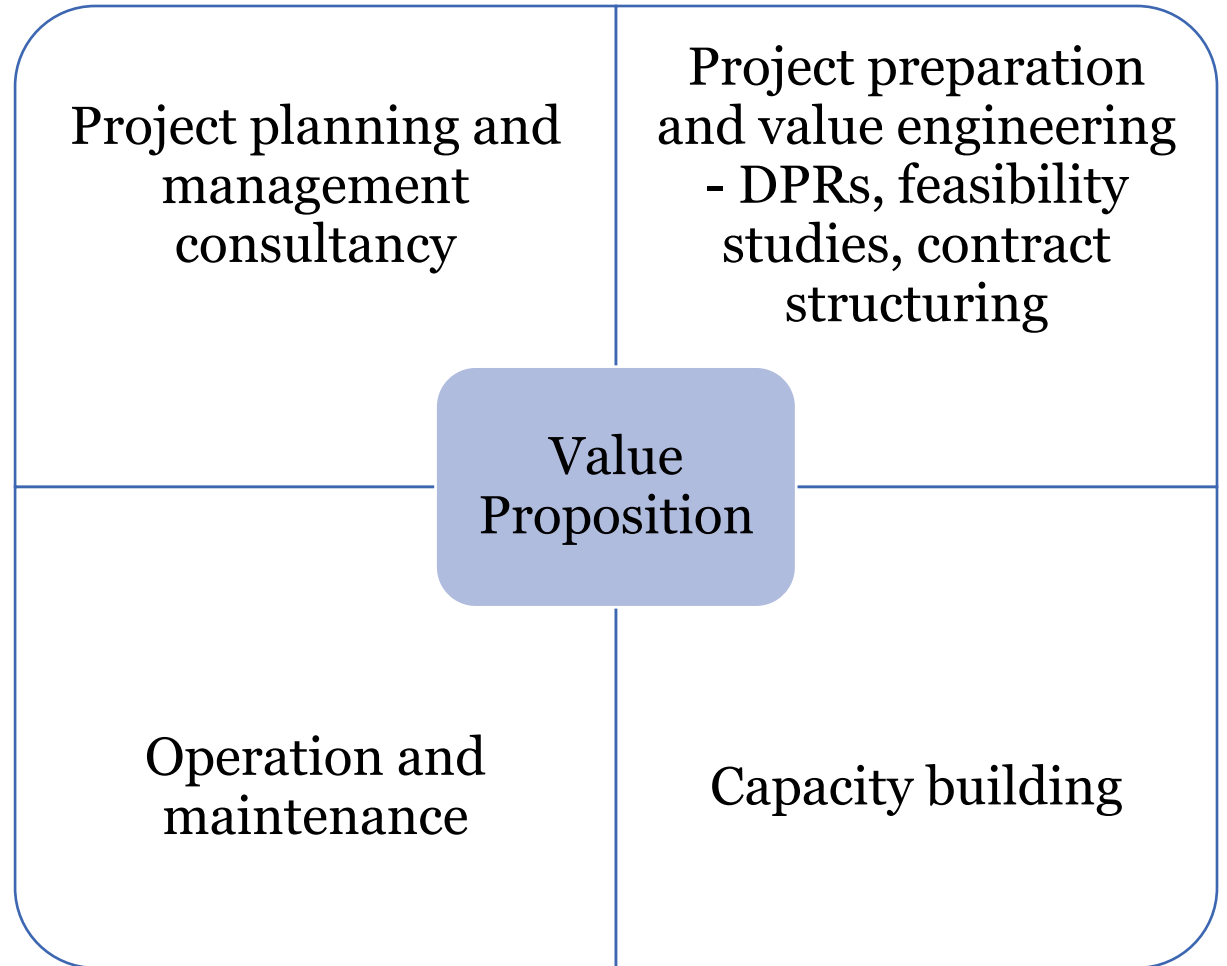 Project planning and
management
consultancy
Project preparation
and value engineering
- DPRs, feasibility
studies, contract
structuring
Value
Proposition
Operation and
maintenance
Capacity building